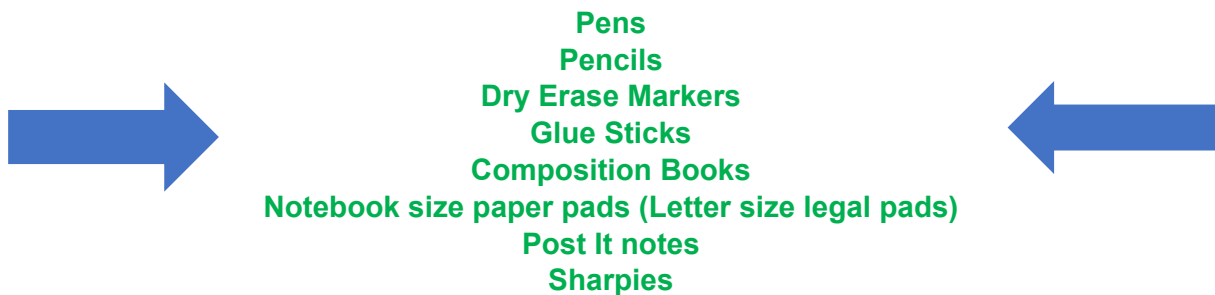 Pens
Pencils
Dry Erase Markers
Glue Sticks
Composition Books
Notebook size paper pads (Letter size legal pads)
Post It notes
Sharpies